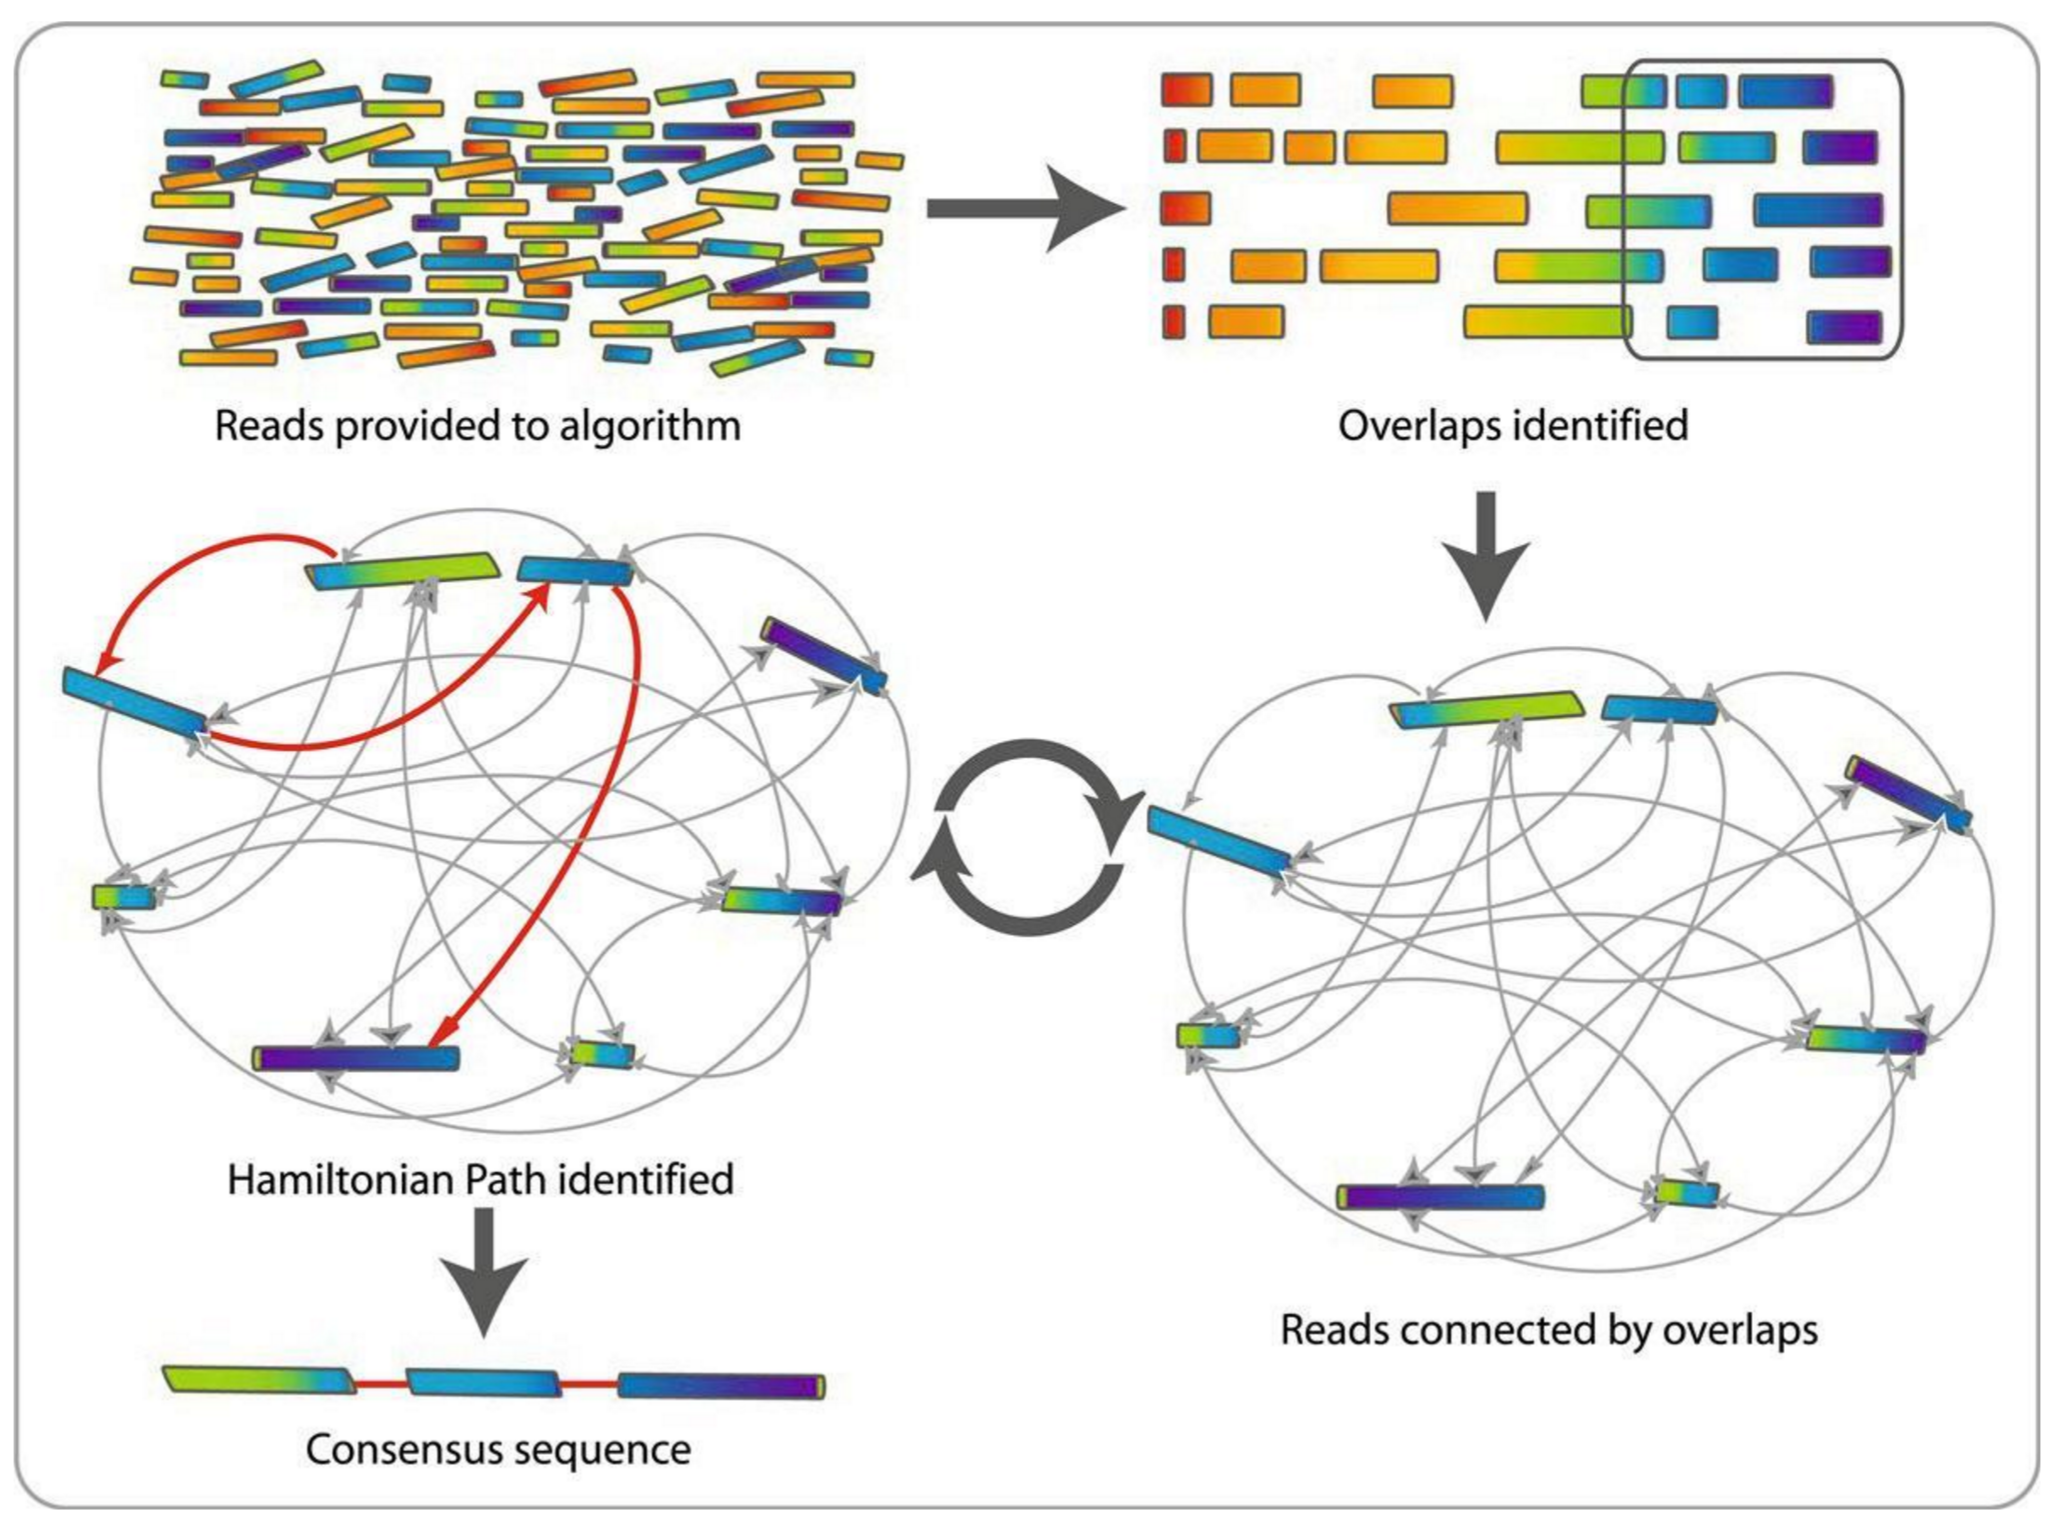 Reads provided to algorithm
Overlaps identified
Hamiltonian Path identified
Reads connected by overlaps
Consensus sequence